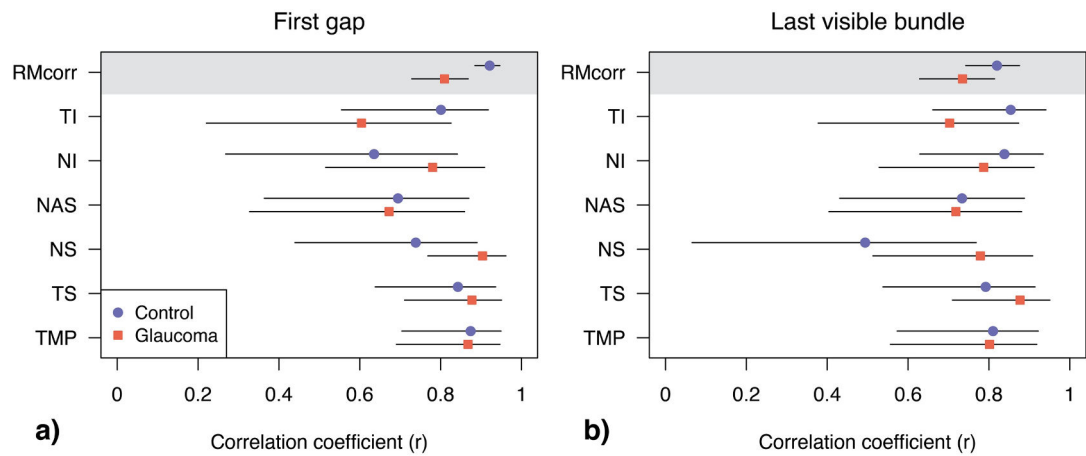 First gap
RMcorr
TI
NI
NAS
NS
TS
TMP
Control
Glaucoma
0 0.2 0.4 0.6 0.8 1
a)
Correlation coefficient (r)
Last visible bundle
RMcorr
TI
NI
NAS
NS
TS
TMP
0 0.2 0.4 0.6 0.8 1
b)
Correlation coefficient (r)